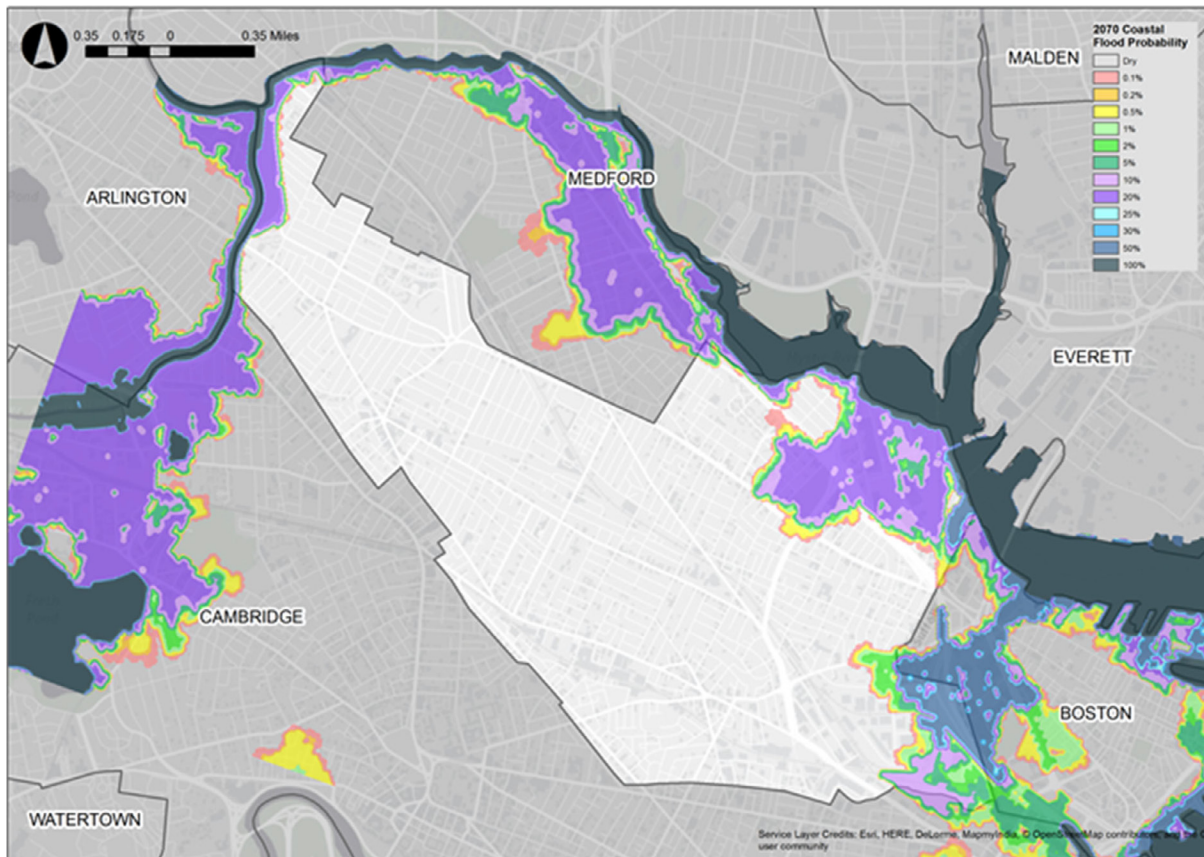 0.35 0.175 0 0.35 Miles
2070 Coastal
Flood Probability
Dry
0.1%
0.2%
0.5%
1%
2%
5%
10%
20%
25%
30%
50%
100%
MALDEN
MEDFORD
ARLINGTON
EVERETT
CAMBRIDGE
BOSTON
WATERTOWN
Service Layer Credits: Esri, HERE, DeLorme, MapmyIndia, © OpenStreetMap contributors, and the
user community